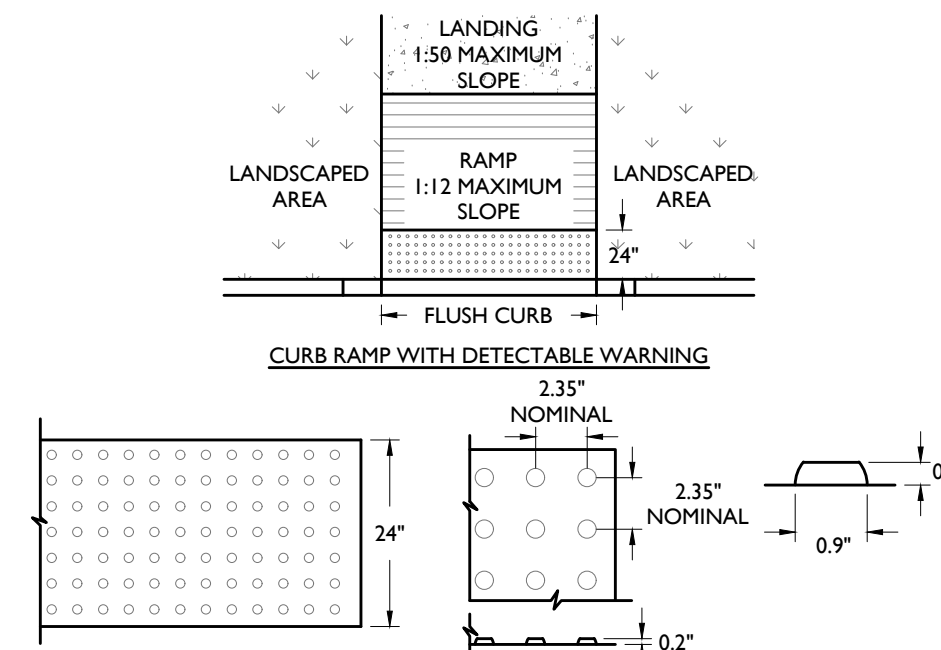 LANDING
1:50 MAXIMUM
SLOPE
LANDSCAPED
AREA
RAMP
1:12 MAXIMUM
SLOPE
LANDSCAPED
AREA
24"
FLUSH CURB
CURB RAMP WITH DETECTABLE WARNING
2.35"
NOMINAL
24"
2.35"
NOMINAL
0.9"
0.2"